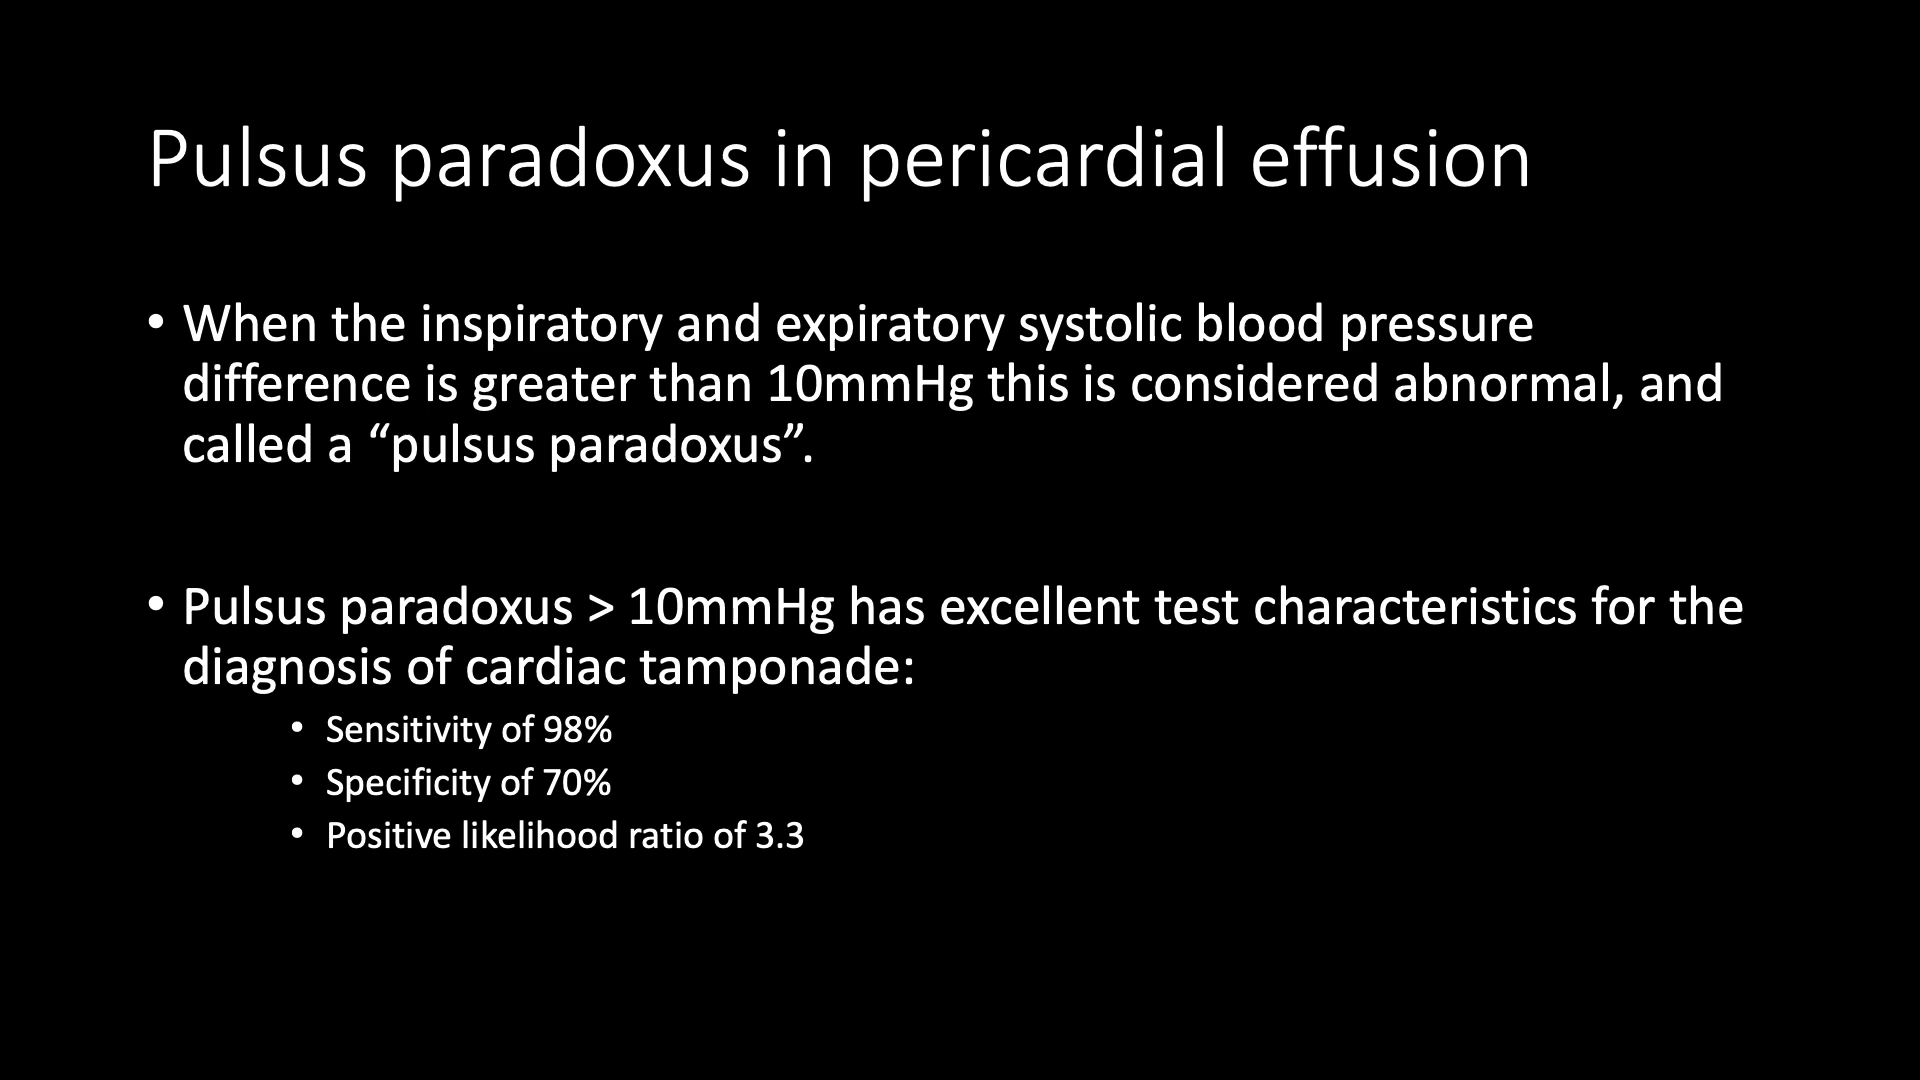 Pulsus paradoxus in pericardial effusion
• When the inspiratory and expiratory systolic blood pressure
difference is greater than 10mmHg this is considered abnormal, and
called a “pulsus paradoxus”.
• Pulsus paradoxus > 10mmHg has excellent test characteristics for the
diagnosis of cardiac tamponade:
• Sensitivity of 98%
• Specificity of 70%
• Positive likelihood ratio of 3.3